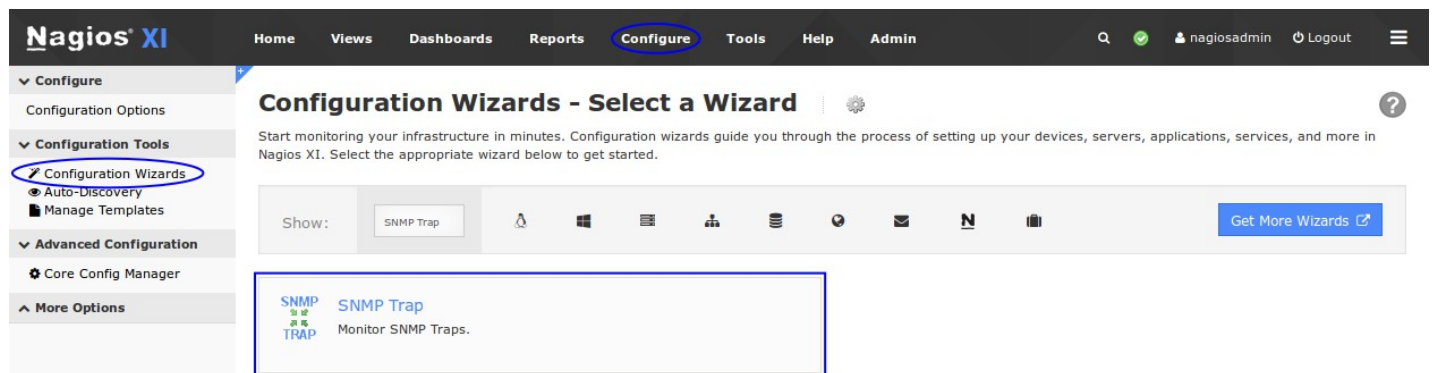 Nagios® XI
Home Views Dashboards Reports Configure Tools Help Admin nagiosadmin Logout
Configure
Configuration Options
Configuration Tools
Configuration Wizards
Auto-Discovery
Manage Templates
Advanced Configuration
Core Config Manager
More Options
Configuration Wizards - Select a Wizard
Start monitoring your infrastructure in minutes. Configuration wizards guide you through the process of setting up your devices, servers, applications, services, and more in
Nagios XI. Select the appropriate wizard below to get started.
Show: SNMP Trap N Get More Wizards
SNMP
TRAP
SNMP Trap
Monitor SNMP Traps.